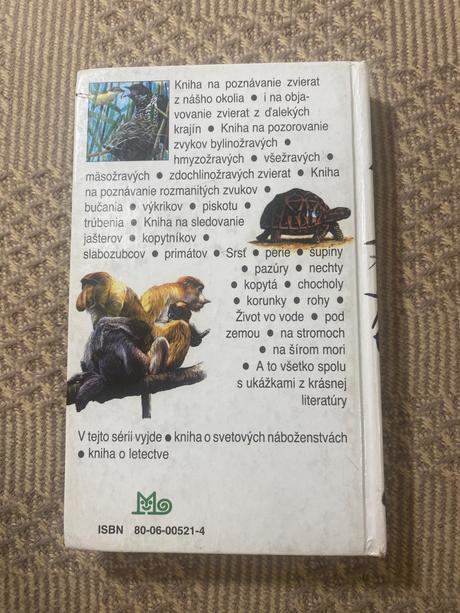 Kniha na poznávanie zvierat
z nášho okolia ● i na obja-
vovanie zvierat z ďalekých
krajín ● Kniha na pozorovanie
zvykov bylinožravých ●
hmyzožravých ● všežravých ●
mäsožravých ● zdochlinožravých zvierat ● Kniha
na poznávanie rozmanitých zvukov ●
bučania ● výkrikov ● piskotu ●
trúbenia ● Kniha na sledovanie
jašterov ● kopytníkov ●
slabozubcov ● primátov ● Srsť ● perie ● šupiny
● pazúry ● nechty
● kopytá ● chocholy
● korunky ● rohy ●
Život vo vode ● pod
zemou ● na stromoch
● na šírom mori
● A to všetko spolu
s ukážkami z krásnej
literatúry
V tejto sérii vyjde ● kniha o svetových náboženstvách
● kniha o letectve
ISBN 80-06-00521-4